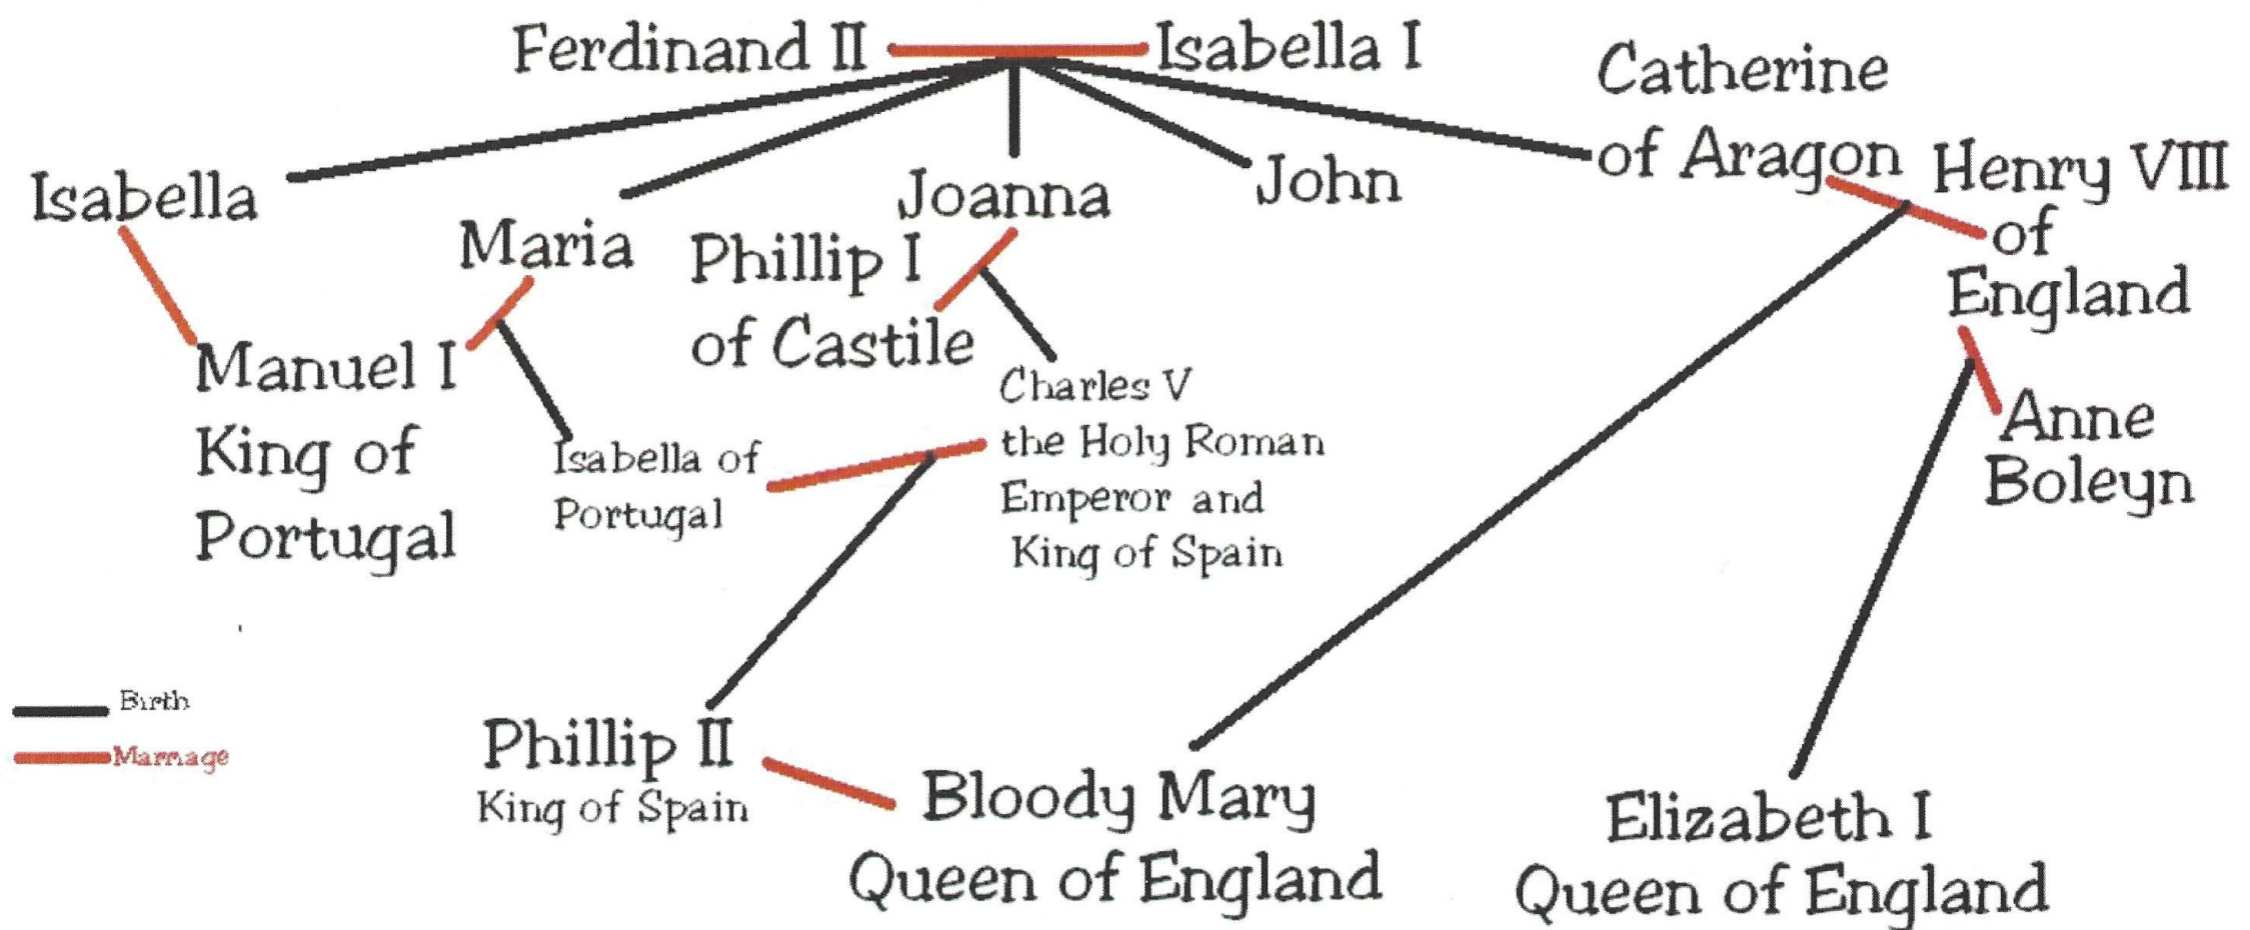 Ferdinand II
Isabella I
Catherine
of Aragon
Henry VIII
of
England
Isabella
Maria
Joanna
John
Phillip I
of Castile
Manuel I
King of
Portugal
Isabella of
Portugal
Charles V
the Holy Roman
Emperor and
King of Spain
Anne
Boleyn
Birth
Marriage
Phillip II
King of Spain
Bloody Mary
Queen of England
Elizabeth I
Queen of England